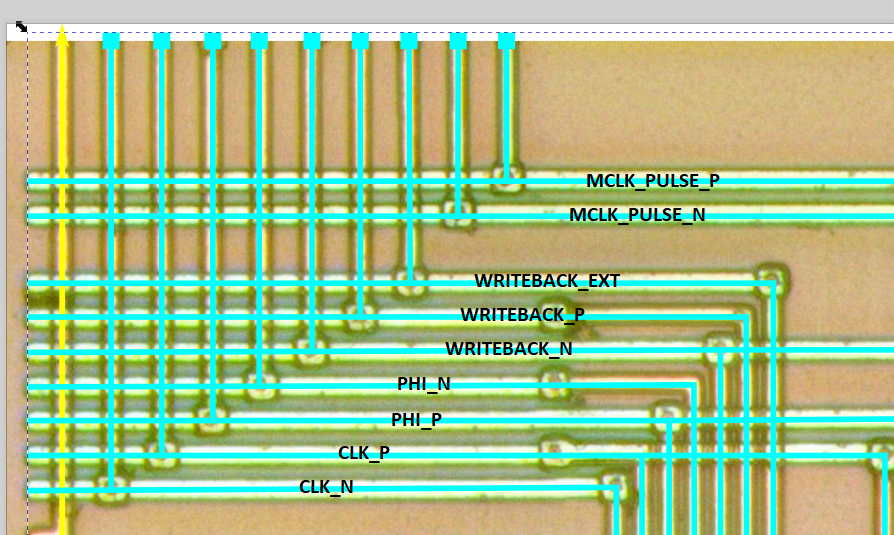 MCLK_PULSE_P
MCLK_PULSE_N
WRITEBACK_EXT
WRITEBACK_P
WRITEBACK_N
PHI_N
PHI_P
CLK_P
CLK_N